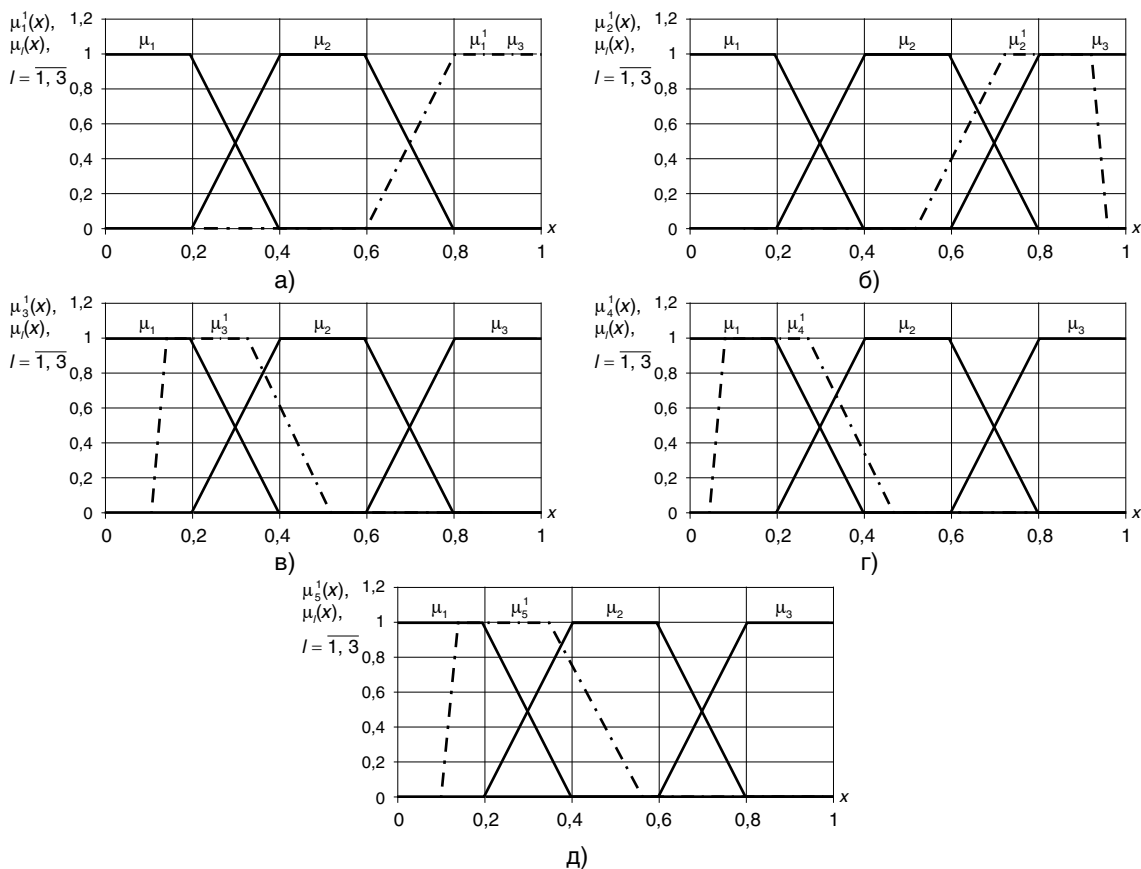 μ₁¹(x),
μₗ(x),
l = 1, 3
1,2
1
0,8
0,6
0,4
0,2
0
μ₁
μ₂
μ₁¹
μ₃
0 0,2 0,4 0,6 0,8 1
x
а)
μ₂¹(x),
μₗ(x),
l = 1, 3
1,2
1
0,8
0,6
0,4
0,2
0
μ₁
μ₂
μ₂¹
μ₃
0 0,2 0,4 0,6 0,8 1
x
б)
μ₃¹(x),
μₗ(x),
l = 1, 3
1,2
1
0,8
0,6
0,4
0,2
0
μ₁
μ₃¹
μ₂
μ₃
0 0,2 0,4 0,6 0,8 1
x
в)
μ₄¹(x),
μₗ(x),
l = 1, 3
1,2
1
0,8
0,6
0,4
0,2
0
μ₁
μ₄¹
μ₂
μ₃
0 0,2 0,4 0,6 0,8 1
x
г)
μ₅¹(x),
μₗ(x),
l = 1, 3
1,2
1
0,8
0,6
0,4
0,2
0
μ₁
μ₅¹
μ₂
μ₃
0 0,2 0,4 0,6 0,8 1
x
д)